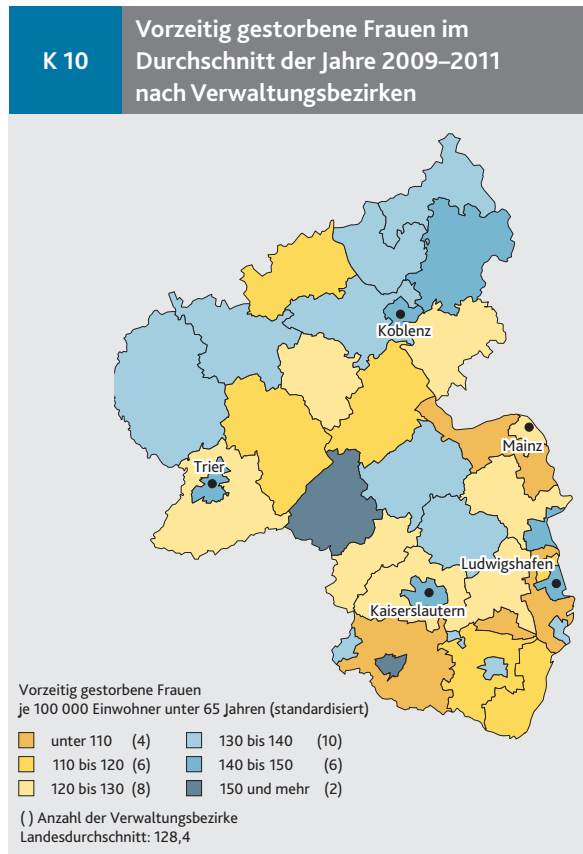 K 10
Vorzeitig gestorbene Frauen im
Durchschnitt der Jahre 2009–2011
nach Verwaltungsbezirken
Koblenz
Mainz
Trier
Ludwigshafen
Kaiserslautern
Vorzeitig gestorbene Frauen
je 100 000 Einwohner unter 65 Jahren (standardisiert)
unter 110 (4)
110 bis 120 (6)
120 bis 130 (8)
130 bis 140 (10)
140 bis 150 (6)
150 und mehr (2)
( ) Anzahl der Verwaltungsbezirke
Landesdurchschnitt: 128,4